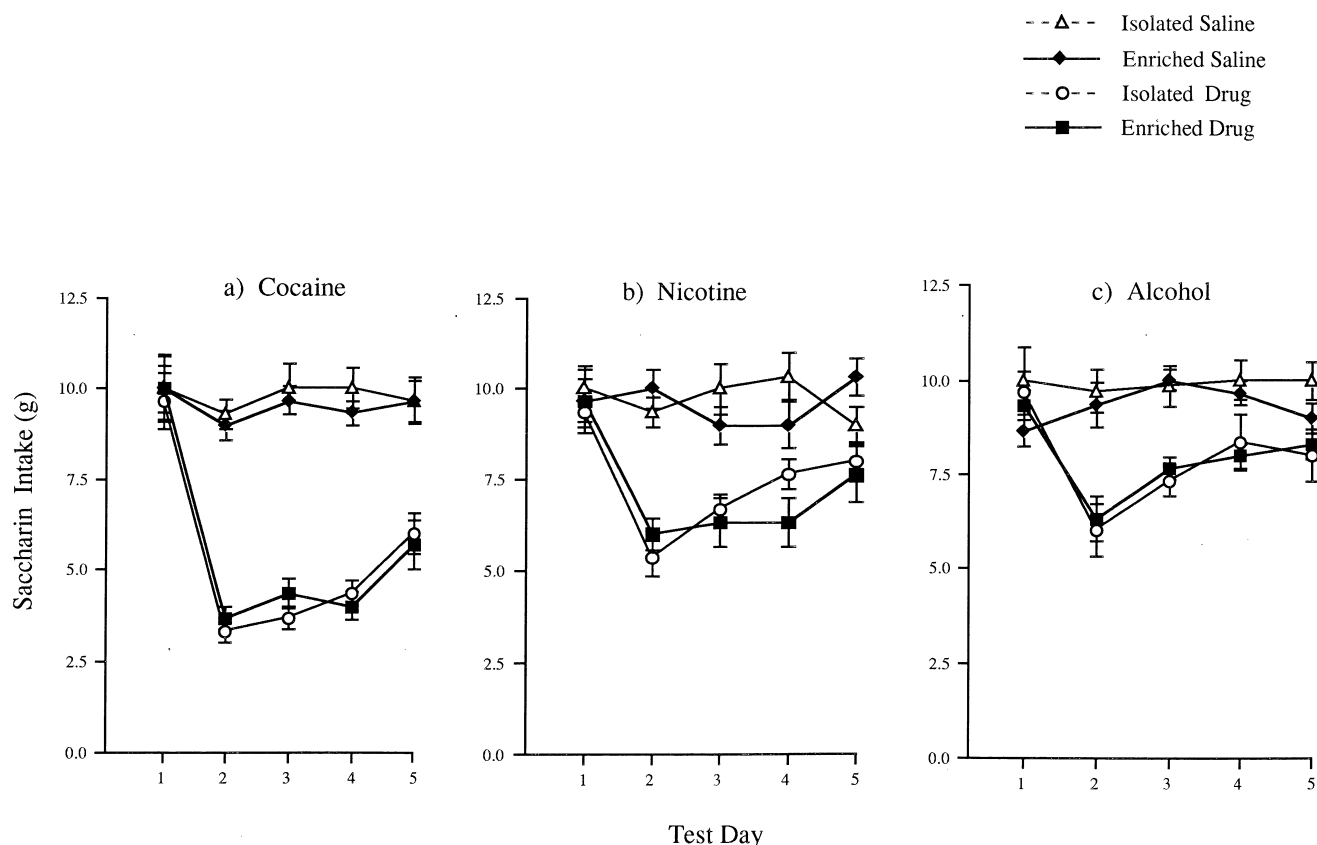 Isolated Saline
Enriched Saline
Isolated Drug
Enriched Drug
a) Cocaine
b) Nicotine
c) Alcohol
Saccharin Intake (g)
12.5
10.0
7.5
5.0
2.5
0.0
1 2 3 4 5
12.5
10.0
7.5
5.0
2.5
0.0
1 2 3 4 5
12.5
10.0
7.5
5.0
2.5
0.0
1 2 3 4 5
Test Day